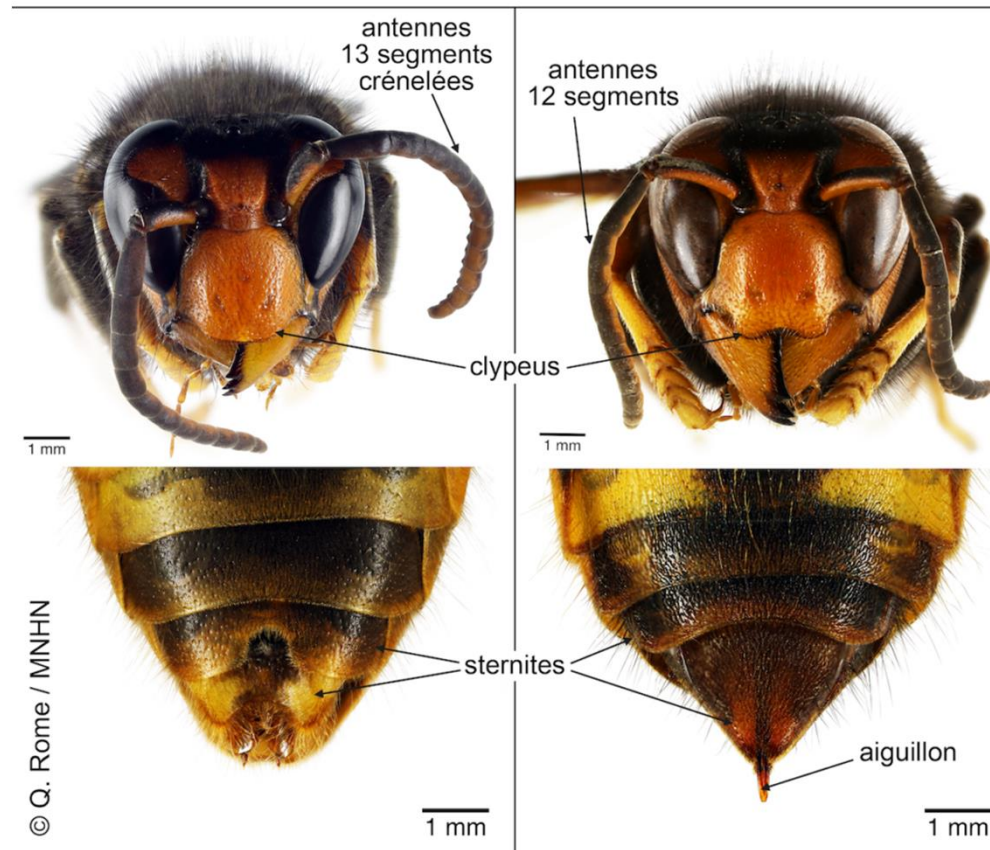 antennes
13 segments
crénelées
antennes
12 segments
clypeus
1 mm
1 mm
sternites
aiguillon
© Q. Rome / MNHN
1 mm
1 mm